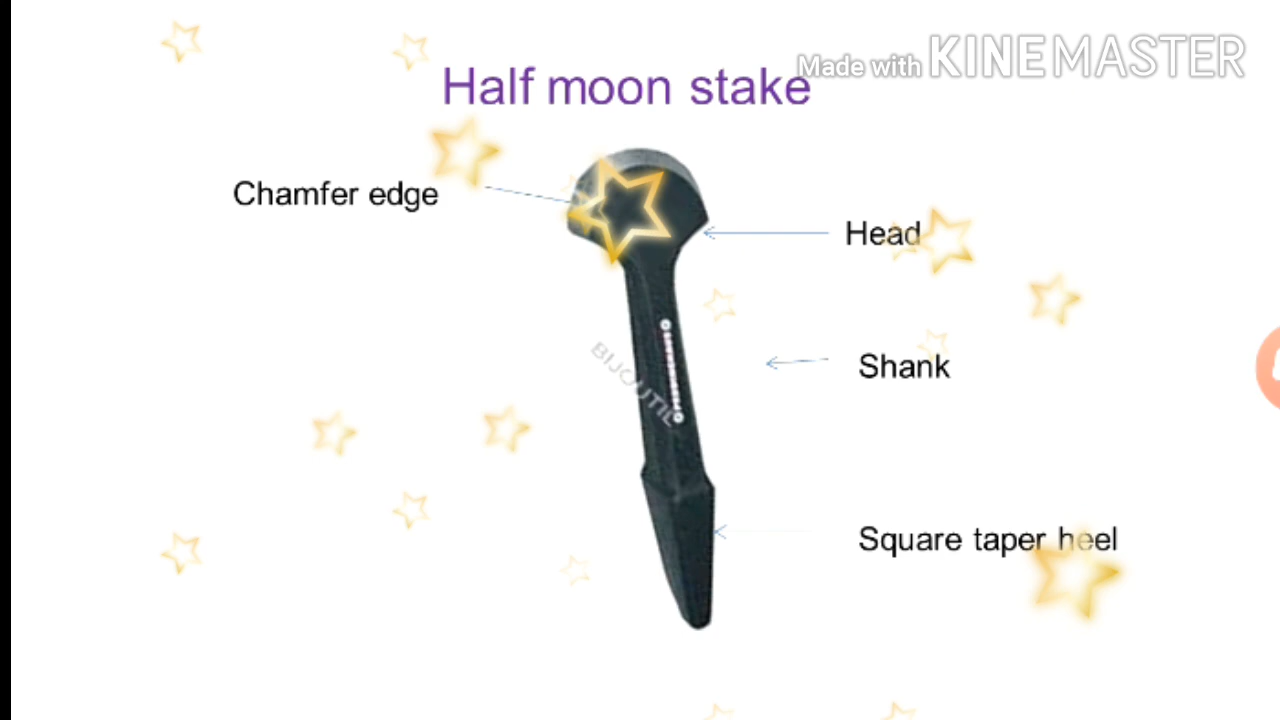 Made with KINEMASTER
Half moon stake
Chamfer edge
Head
Shank
BIJOUTIL
Square taper heel